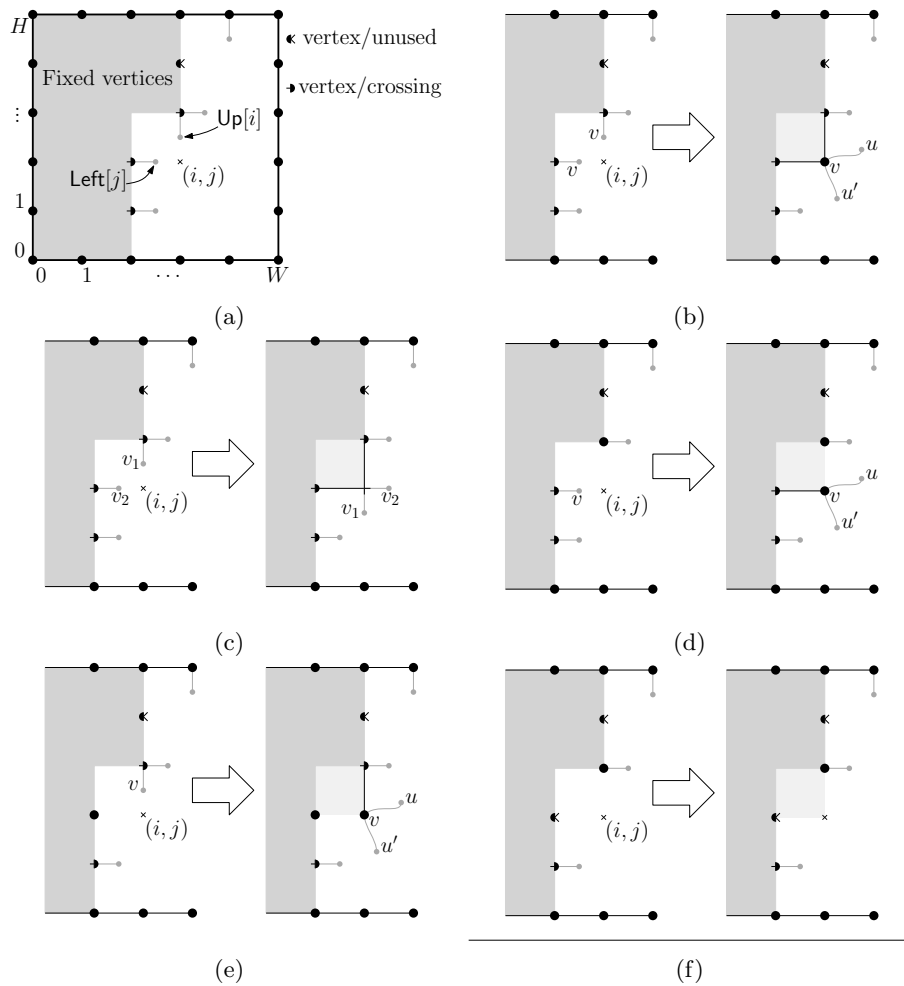 H
Fixed vertices
⋮
1
0
0 1 ⋯ W
Up[i]
Left[j]
(i, j)
vertex/unused
vertex/crossing
(a)
v
v
(i, j)
u
v
u′
(b)
v₁
v₂
(i, j)
v₁
v₂
(c)
v
(i, j)
u
v
u′
(d)
v
(i, j)
u
v
u′
(e)
(i, j)
(f)